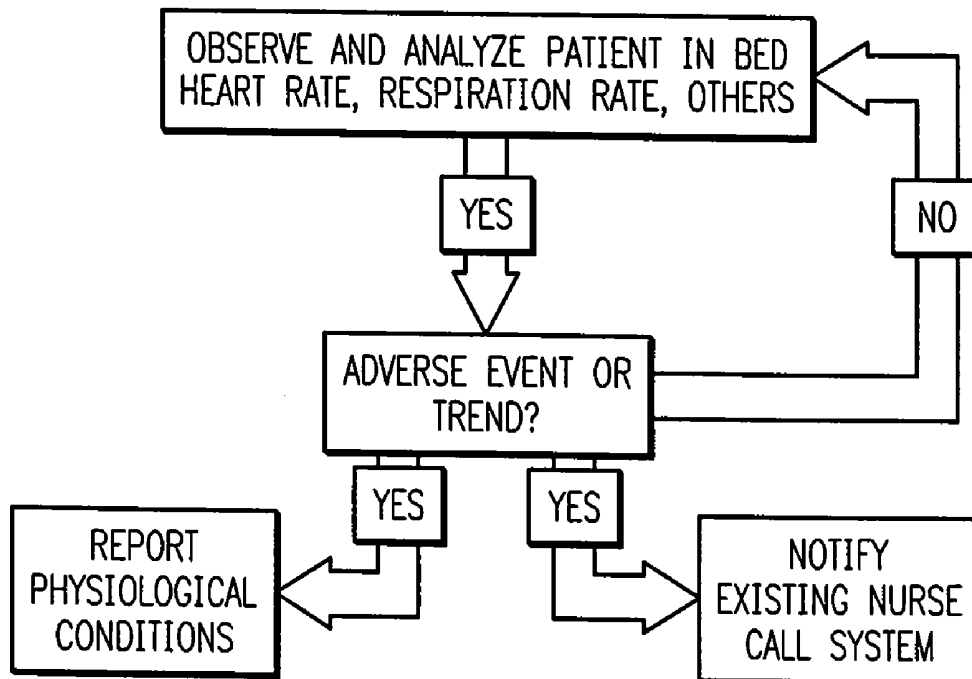 OBSERVE AND ANALYZE PATIENT IN BED
HEART RATE, RESPIRATION RATE, OTHERS
YES
NO
ADVERSE EVENT OR
TREND?
YES
YES
REPORT
PHYSIOLOGICAL
CONDITIONS
NOTIFY
EXISTING NURSE
CALL SYSTEM